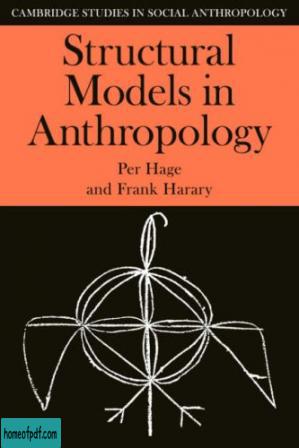 CAMBRIDGE STUDIES IN SOCIAL ANTHROPOLOGY
Structural
Models in
Anthropology
Per Hage
and Frank Harary
homeofpdf.com